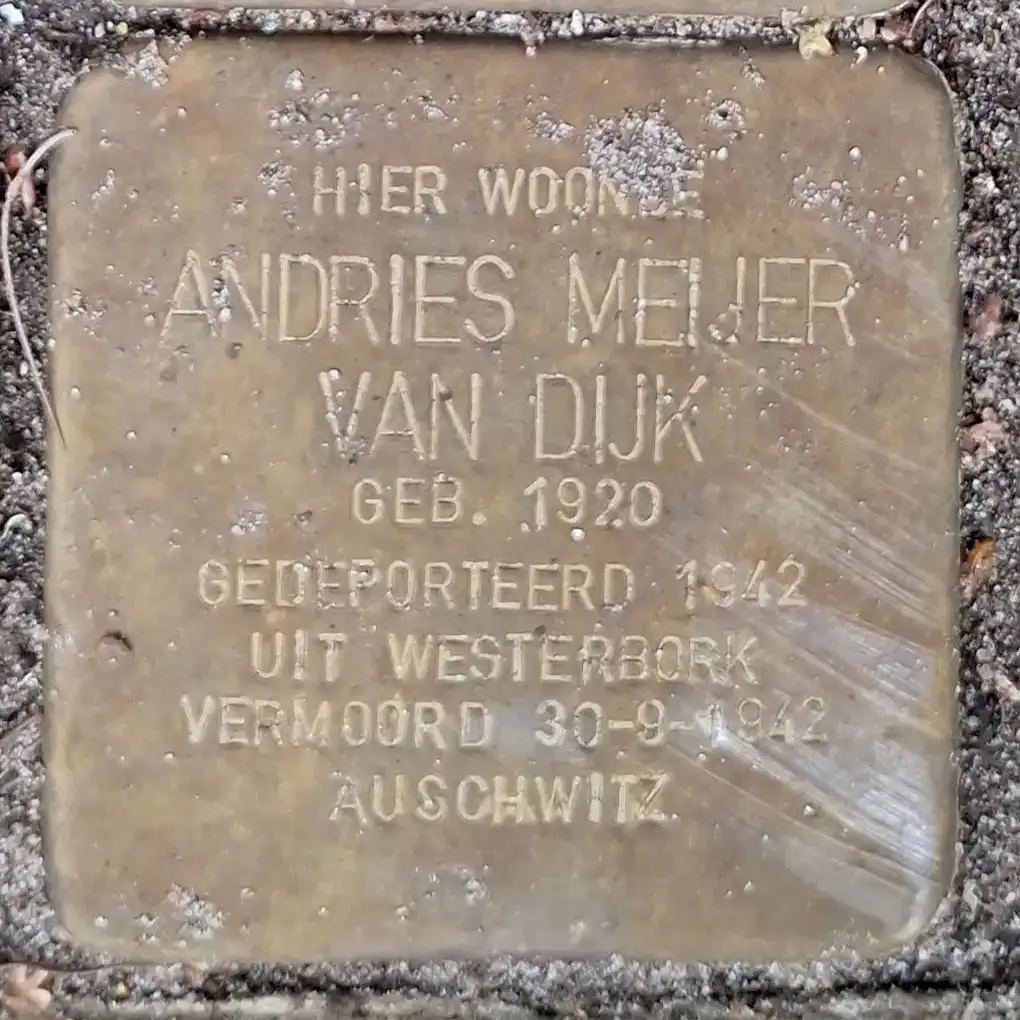 HIER WOONDE
ANDRIES MEIJER
VAN DIJK
GEB. 1920
GEDEPORTEERD 1942
UIT WESTERBORK
VERMOORD 30-9-1942
AUSCHWITZ